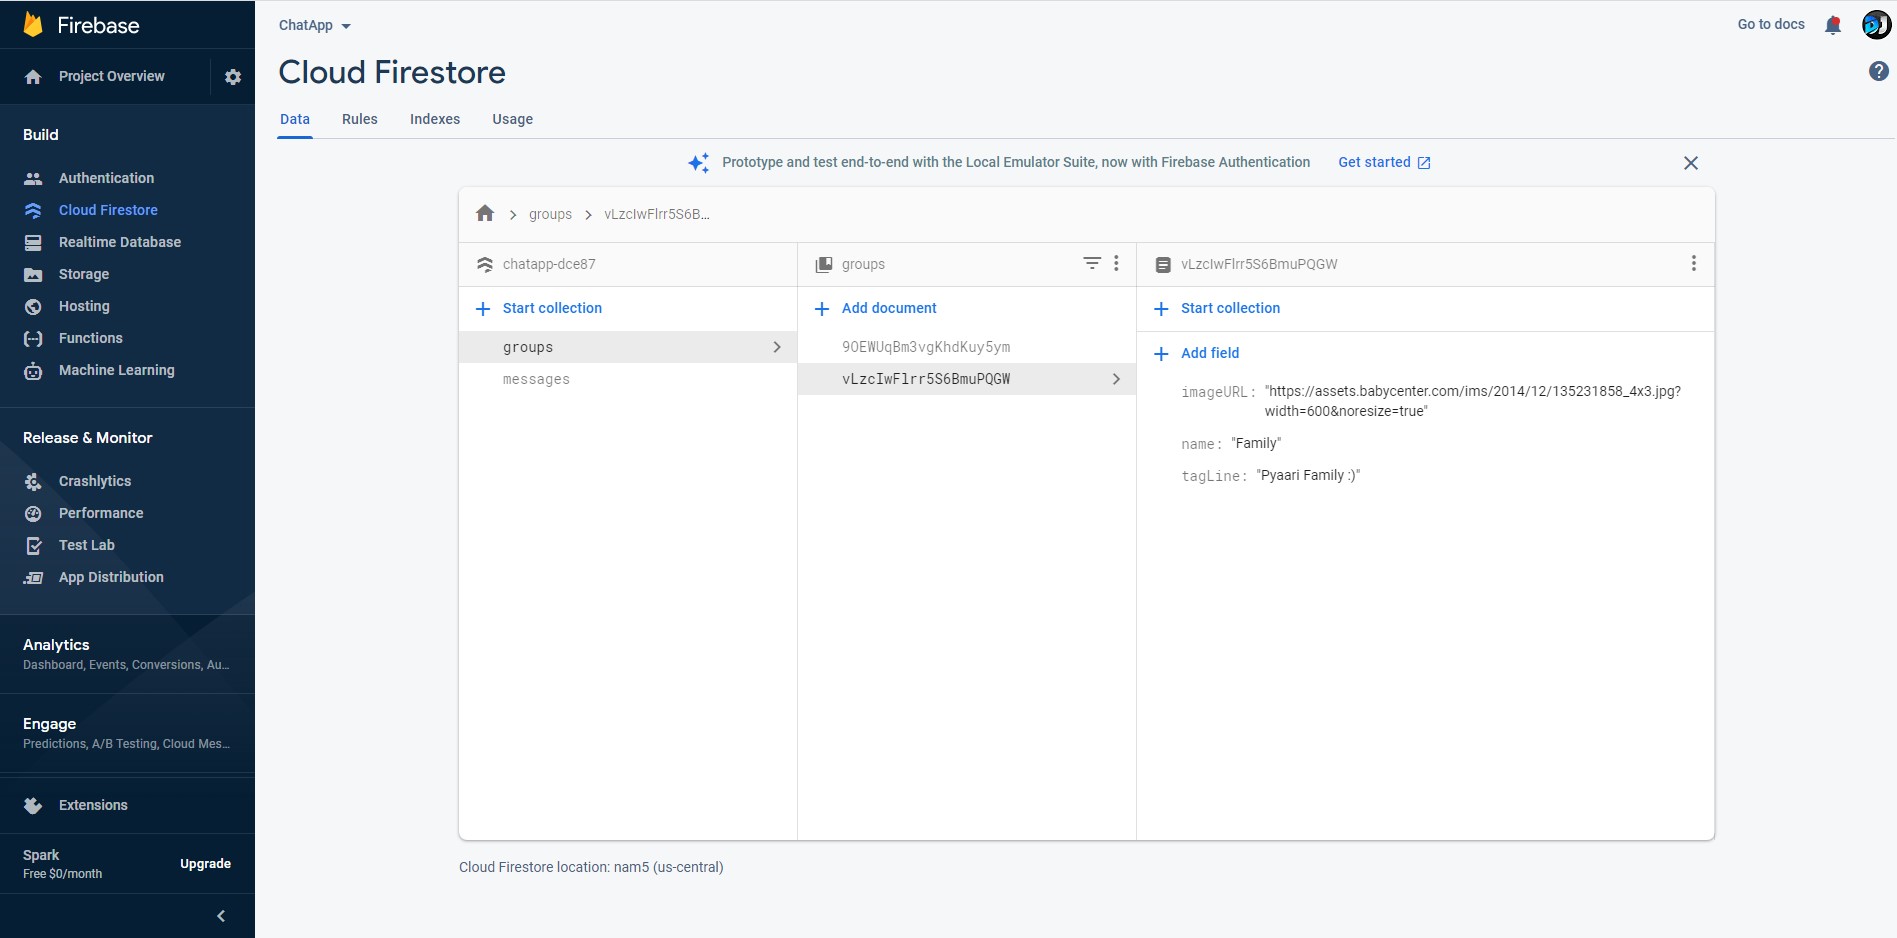 Firebase
Project Overview
Build
Authentication
Cloud Firestore
Realtime Database
Storage
Hosting
Functions
Machine Learning
Release & Monitor
Crashlytics
Performance
Test Lab
App Distribution
Analytics
Dashboard, Events, Conversions, Au...
Engage
Predictions, A/B Testing, Cloud Mes...
Extensions
Spark
Free $0/month
Upgrade
ChatApp
Go to docs
Cloud Firestore
Data Rules Indexes Usage
Prototype and test end-to-end with the Local Emulator Suite, now with Firebase Authentication Get started
groups vLzcIwFlrr5S6B...
chatapp-dce87
Start collection
groups
messages
groups
Add document
9OEWUqBm3vgKhdKuy5ym
vLzcIwFlrr5S6BmuPQGW
vLzcIwFlrr5S6BmuPQGW
Start collection
Add field
imageURL: "https://assets.babycenter.com/ims/2014/12/135231858_4x3.jpg?
width=600&noresize=true"
name: "Family"
tagLine: "Pyaari Family :)"
Cloud Firestore location: nam5 (us-central)